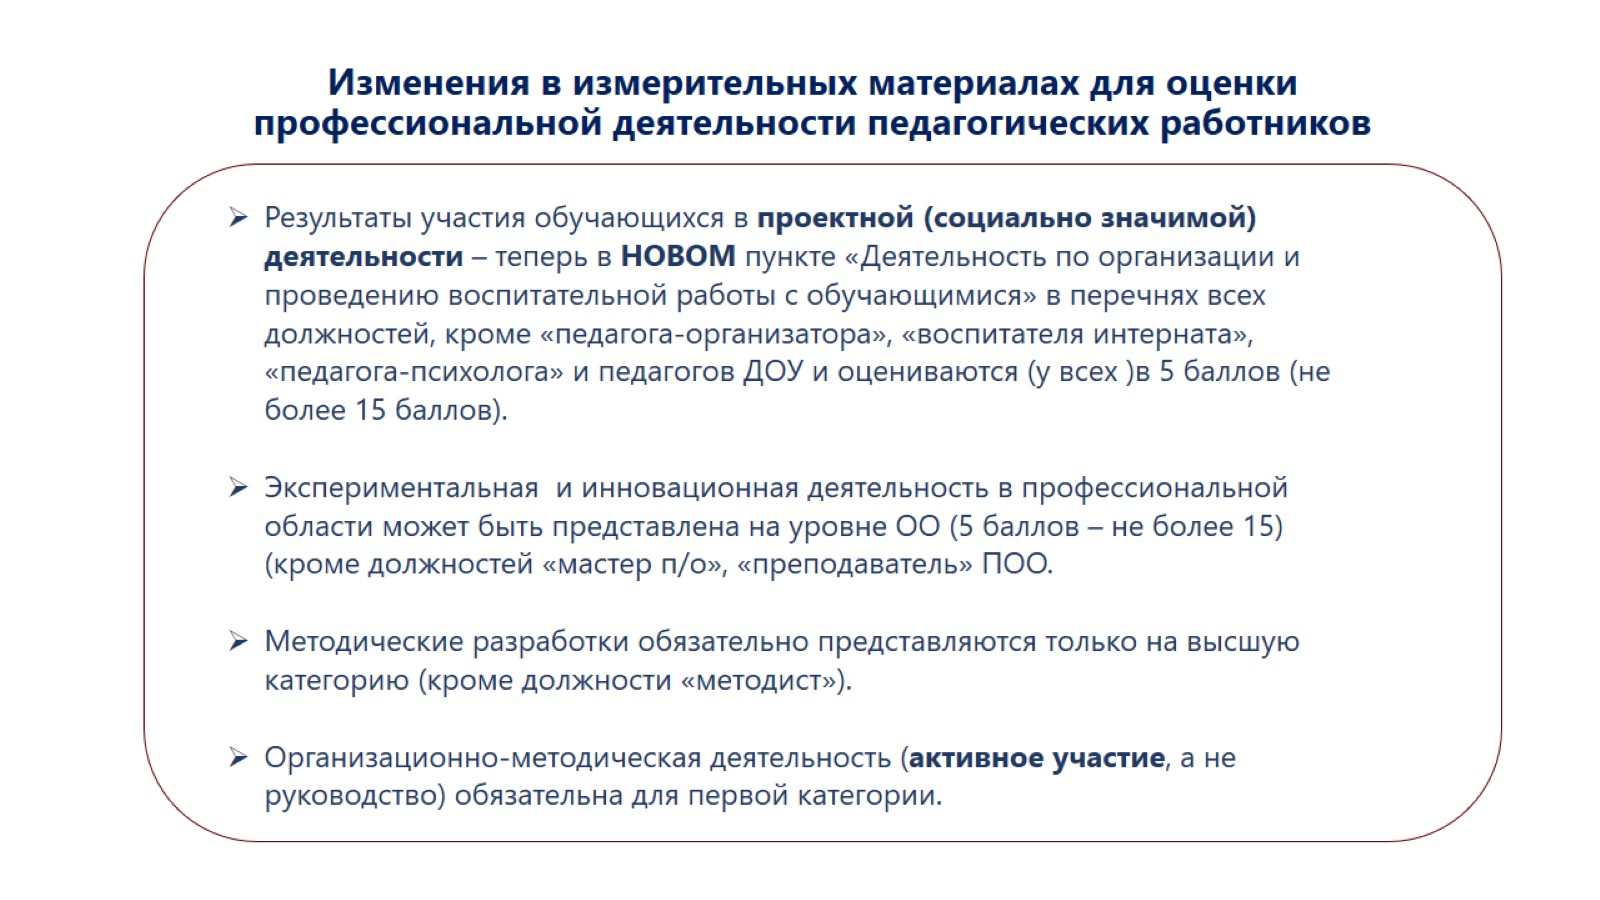 Изменения в измерительных материалах для оценки
профессиональной деятельности педагогических работников
➢ Результаты участия обучающихся в проектной (социально значимой)
деятельности – теперь в НОВОМ пункте «Деятельность по организации и
проведению воспитательной работы с обучающимися» в перечнях всех
должностей, кроме «педагога-организатора», «воспитателя интерната»,
«педагога-психолога» и педагогов ДОУ и оцениваются (у всех )в 5 баллов (не
более 15 баллов).
➢ Экспериментальная  и инновационная деятельность в профессиональной
области может быть представлена на уровне ОО (5 баллов – не более 15)
(кроме должностей «мастер п/о», «преподаватель» ПОО.
➢ Методические разработки обязательно представляются только на высшую
категорию (кроме должности «методист»).
➢ Организационно-методическая деятельность (активное участие, а не
руководство) обязательна для первой категории.